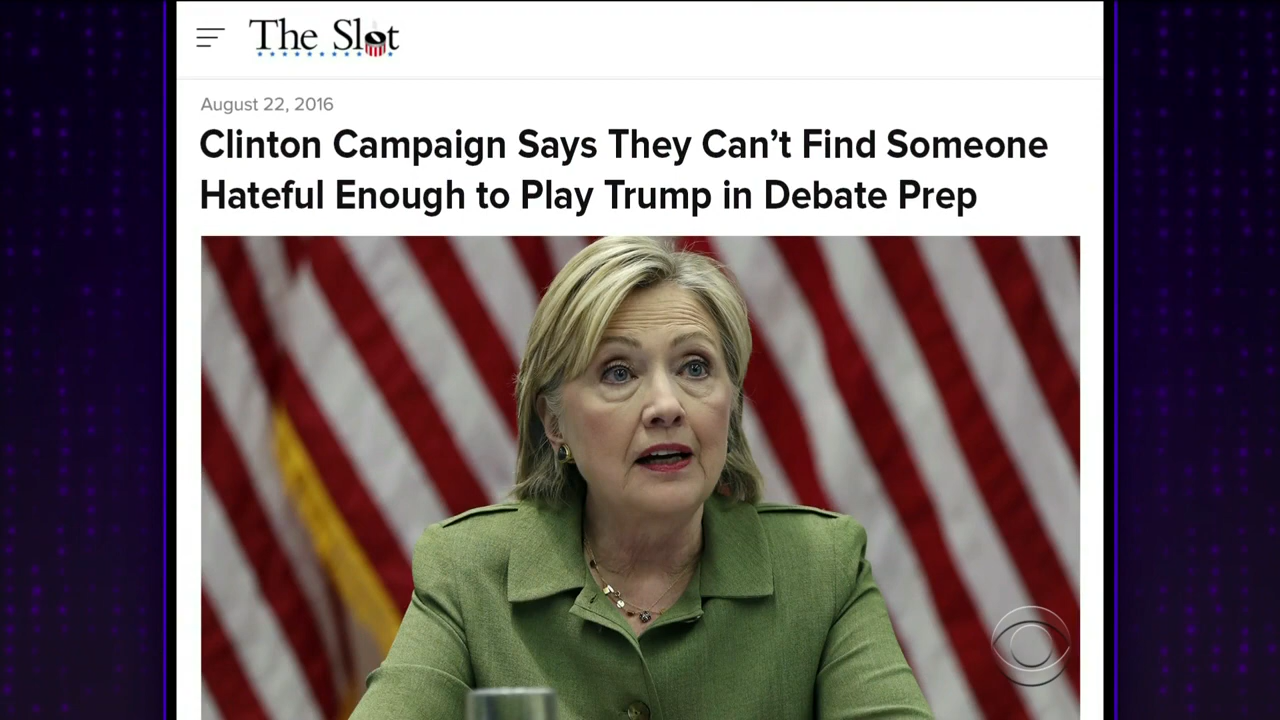 The Slot
August 22, 2016
Clinton Campaign Says They Can’t Find Someone
Hateful Enough to Play Trump in Debate Prep